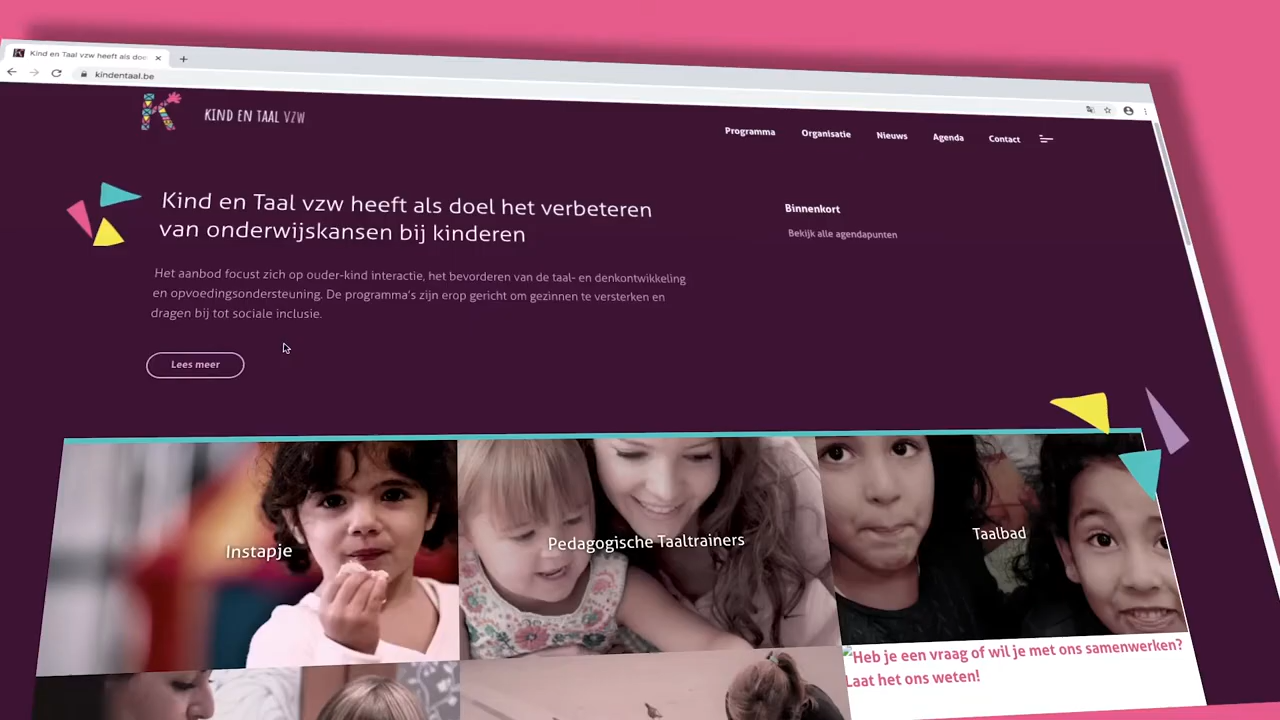 Kind en Taal vzw heeft als doe
kindentaal.be
KIND EN TAAL VZW
Programma Organisatie Nieuws Agenda Contact
Kind en Taal vzw heeft als doel het verbeteren
van onderwijskansen bij kinderen
Het aanbod focust zich op ouder-kind interactie, het bevorderen van de taal- en denkontwikkeling
en opvoedingsondersteuning. De programma's zijn erop gericht om gezinnen te versterken en
dragen bij tot sociale inclusie.
Lees meer
Binnenkort
Bekijk alle agendapunten
Instapje
Pedagogische Taaltrainers
Taalbad
Heb je een vraag of wil je met ons samenwerken?
Laat het ons weten!